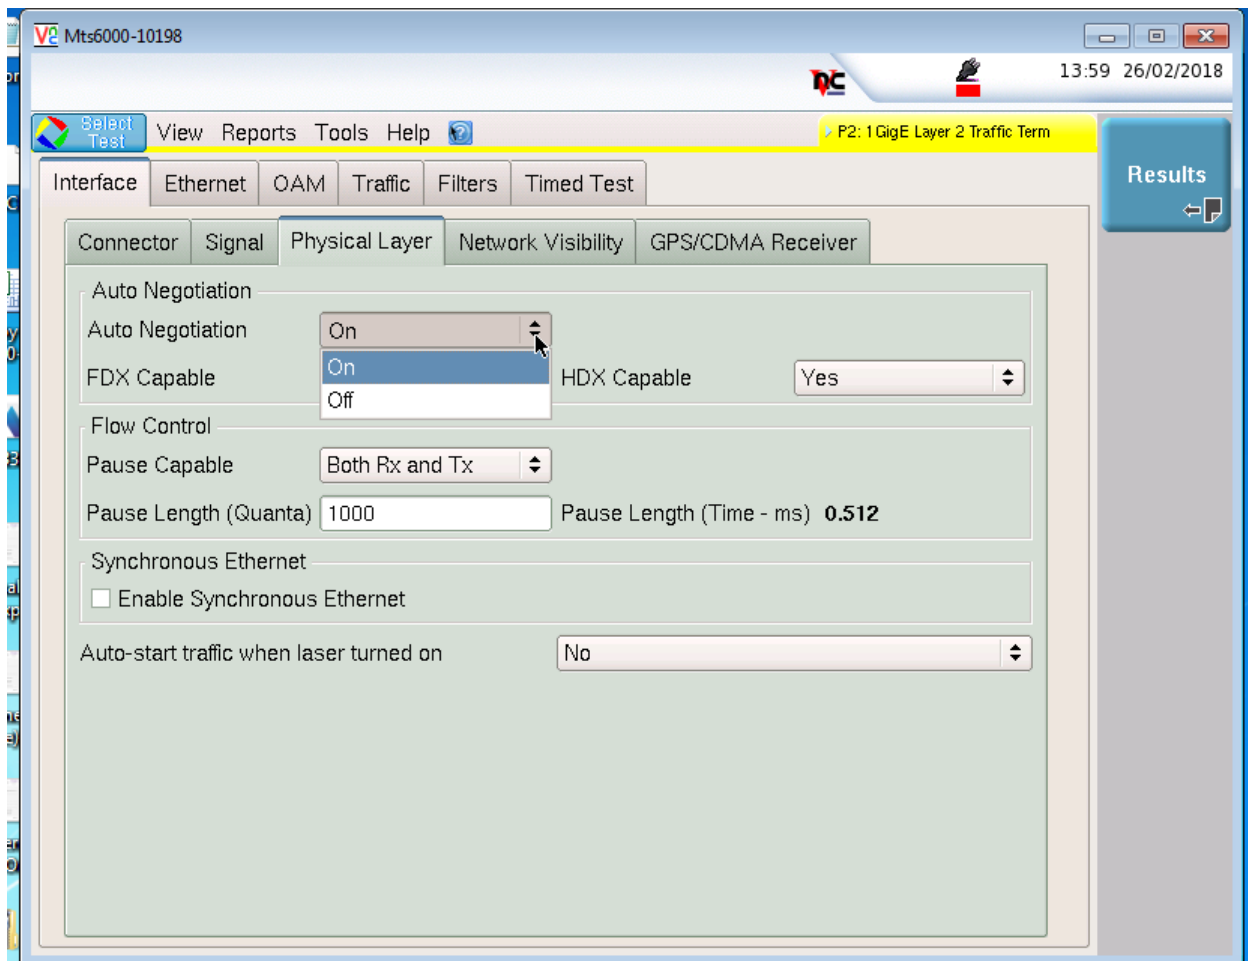 Mts6000-10198
13:59 26/02/2018
Select Test View Reports Tools Help
P2: 1GigE Layer 2 Traffic Term
Results
Interface Ethernet OAM Traffic Filters Timed Test
Connector Signal Physical Layer Network Visibility GPS/CDMA Receiver
Auto Negotiation
Auto Negotiation On
On
FDX Capable HDX Capable Yes
Off
Flow Control
Pause Capable Both Rx and Tx
Pause Length (Quanta) 1000 Pause Length (Time - ms) 0.512
Synchronous Ethernet
Enable Synchronous Ethernet
Auto-start traffic when laser turned on No